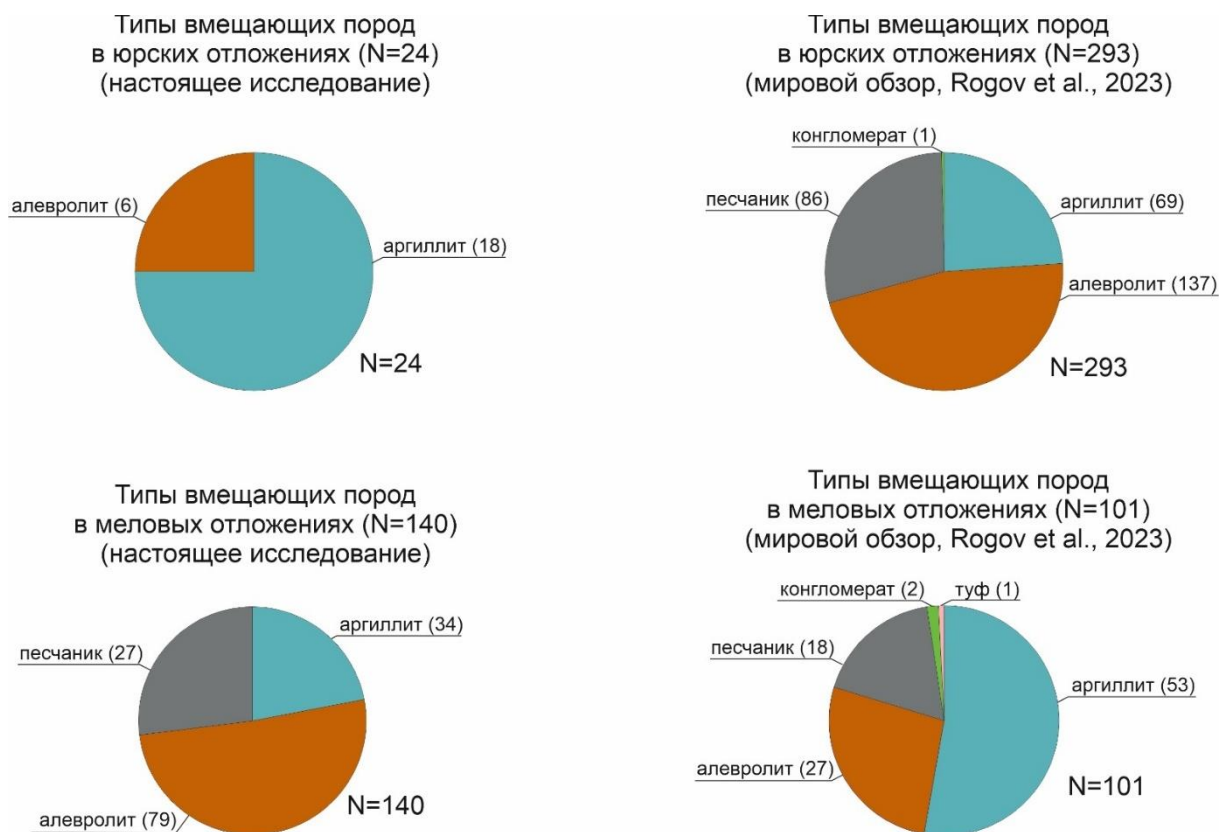 Типы вмещающих пород
в юрских отложениях (N=24)
(настоящее исследование)
алевролит (6)
аргиллит (18)
N=24
Типы вмещающих пород
в юрских отложениях (N=293)
(мировой обзор, Rogov et al., 2023)
конгломерат (1)
песчаник (86)
аргиллит (69)
алевролит (137)
N=293
Типы вмещающих пород
в меловых отложениях (N=140)
(настоящее исследование)
песчаник (27)
аргиллит (34)
алевролит (79)
N=140
Типы вмещающих пород
в меловых отложениях (N=101)
(мировой обзор, Rogov et al., 2023)
конгломерат (2)
туф (1)
песчаник (18)
аргиллит (53)
алевролит (27)
N=101